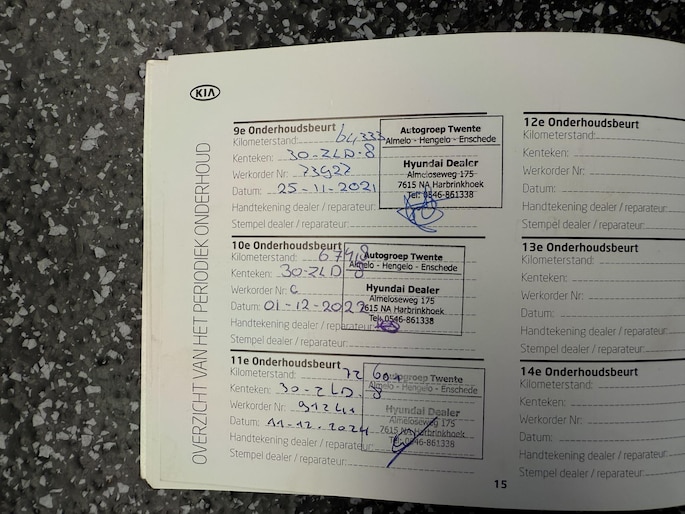 KIA
OVERZICHT VAN HET PERIODIEK ONDERHOUD
9e Onderhoudsbeurt
Kilometerstand: 64333
Kenteken: 30-ZLD-8
Werkorder Nr: 73927
Datum: 25-11-2021
Handtekening dealer / reparateur:
Stempel dealer / reparateur:
Autogroep Twente
Almelo - Hengelo - Enschede
Hyundai Dealer
Almeloseweg 175
7615 NA Harbrinkhoek
Tel: 0546-861338
10e Onderhoudsbeurt
Kilometerstand:
Kenteken: 30-ZLD-8
Werkorder Nr:
Datum: 01-12-2022
Handtekening dealer / reparateur:
Stempel dealer / reparateur:
Autogroep Twente
Almelo - Hengelo - Enschede
Hyundai Dealer
Almeloseweg 175
7615 NA Harbrinkhoek
Tel: 0546-861338
11e Onderhoudsbeurt
Kilometerstand:
Kenteken: 30-ZLD-8
Werkorder Nr:
Datum: 11-12-2024
Handtekening dealer / reparateur:
Stempel dealer / reparateur:
Autogroep Twente
Almelo - Hengelo - Enschede
Hyundai Dealer
Almeloseweg 175
7615 NA Harbrinkhoek
Tel: 0546-861338
12e Onderhoudsbeurt
Kilometerstand:
Kenteken:
Werkorder Nr:
Datum:
Handtekening dealer / reparateur:
Stempel dealer / reparateur:
13e Onderhoudsbeurt
Kilometerstand:
Kenteken:
Werkorder Nr:
Datum:
Handtekening dealer / reparateur:
Stempel dealer / reparateur:
14e Onderhoudsbeurt
Kilometerstand:
Kenteken:
Werkorder Nr:
Datum:
Handtekening dealer / reparateur:
Stempel dealer / reparateur:
15